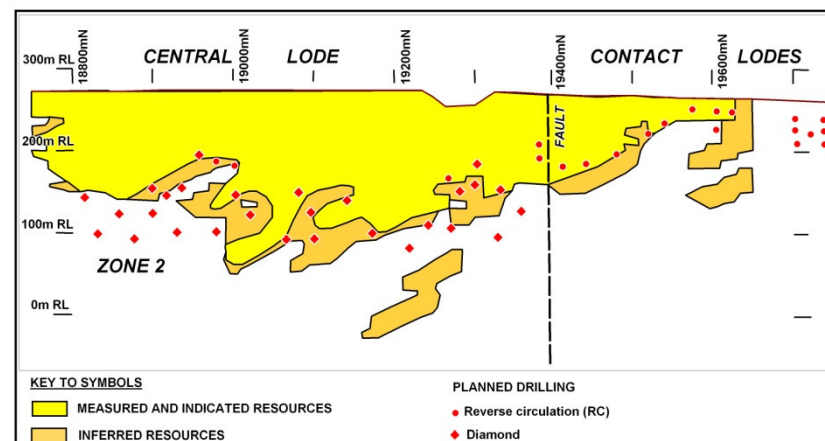 300m RL
18800mN
CENTRAL
19000mN
LODE
19200mN
19400mN
CONTACT
19600mN
LODES
FAULT
200m RL
100m RL
ZONE 2
0m RL
KEY TO SYMBOLS
MEASURED AND INDICATED RESOURCES
INFERRED RESOURCES
PLANNED DRILLING
Reverse circulation (RC)
Diamond